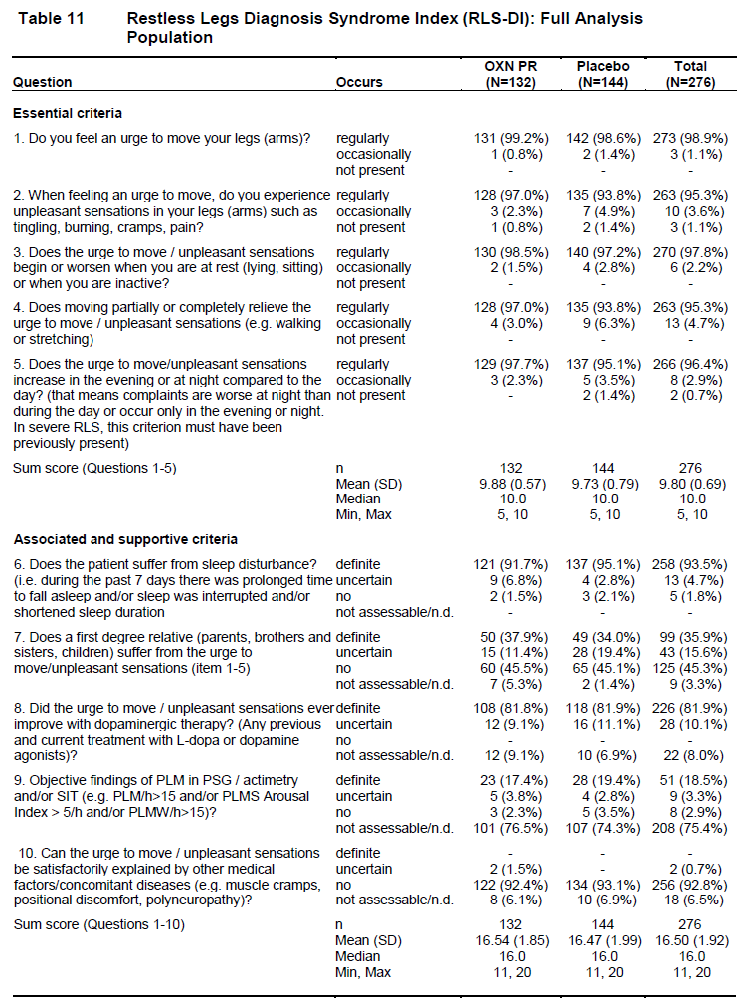 Table 11 Restless Legs Diagnosis Syndrome Index (RLS-DI): Full Analysis
Population
OXN PR Placebo Total
Question Occurs (N=132) (N=144) (N=276)
Essential criteria
1. Do you feel an urge to move your legs (arms)? regularly 131 (99.2%) 142 (98.6%) 273 (98.9%)
occasionally 1 (0.8%) 2 (1.4%) 3 (1.1%)
not present - - -
2. When feeling an urge to move, do you experience regularly 128 (97.0%) 135 (93.8%) 263 (95.3%)
unpleasant sensations in your legs (arms) such as occasionally 3 (2.3%) 7 (4.9%) 10 (3.6%)
tingling, burning, cramps, pain? not present 1 (0.8%) 2 (1.4%) 3 (1.1%)
3. Does the urge to move / unpleasant sensations regularly 130 (98.5%) 140 (97.2%) 270 (97.8%)
begin or worsen when you are at rest (lying, sitting) occasionally 2 (1.5%) 4 (2.8%) 6 (2.2%)
or when you are inactive? not present - - -
4. Does moving partially or completely relieve the regularly 128 (97.0%) 135 (93.8%) 263 (95.3%)
urge to move / unpleasant sensations (e.g. walking occasionally 4 (3.0%) 9 (6.3%) 13 (4.7%)
or stretching) not present - - -
5. Does the urge to move/unpleasant sensations regularly 129 (97.7%) 137 (95.1%) 266 (96.4%)
increase in the evening or at night compared to the occasionally 3 (2.3%) 5 (3.5%) 8 (2.9%)
day? (that means complaints are worse at night than not present - 2 (1.4%) 2 (0.7%)
during the day or occur only in the evening or night.
In severe RLS, this criterion must have been
previously present)
Sum score (Questions 1-5) n 132 144 276
Mean (SD) 9.88 (0.57) 9.73 (0.79) 9.80 (0.69)
Median 10.0 10.0 10.0
Min, Max 5, 10 5, 10 5, 10
Associated and supportive criteria
6. Does the patient suffer from sleep disturbance? definite 121 (91.7%) 137 (95.1%) 258 (93.5%)
(i.e. during the past 7 days there was prolonged time uncertain 9 (6.8%) 4 (2.8%) 13 (4.7%)
to fall asleep and/or sleep was interrupted and/or no 2 (1.5%) 3 (2.1%) 5 (1.8%)
shortened sleep duration not assessable/n.d. - - -
7. Does a first degree relative (parents, brothers and definite 50 (37.9%) 49 (34.0%) 99 (35.9%)
sisters, children) suffer from the urge to uncertain 15 (11.4%) 28 (19.4%) 43 (15.6%)
move/unpleasant sensations (item 1-5) no 60 (45.5%) 65 (45.1%) 125 (45.3%)
not assessable/n.d. 7 (5.3%) 2 (1.4%) 9 (3.3%)
8. Did the urge to move / unpleasant sensations ever definite 108 (81.8%) 118 (81.9%) 226 (81.9%)
improve with dopaminergic therapy? (Any previous uncertain 12 (9.1%) 16 (11.1%) 28 (10.1%)
and current treatment with L-dopa or dopamine no - - -
agonists)? not assessable/n.d. 12 (9.1%) 10 (6.9%) 22 (8.0%)
9. Objective findings of PLM in PSG / actimetry definite 23 (17.4%) 28 (19.4%) 51 (18.5%)
and/or SIT (e.g. PLM/h>15 and/or PLMS Arousal uncertain 5 (3.8%) 4 (2.8%) 9 (3.3%)
Index > 5/h and/or PLMW/h>15)? no 3 (2.3%) 5 (3.5%) 8 (2.9%)
not assessable/n.d. 101 (76.5%) 107 (74.3%) 208 (75.4%)
10. Can the urge to move / unpleasant sensations definite - - -
be satisfactorily explained by other medical uncertain 2 (1.5%) - 2 (0.7%)
factors/concomitant diseases (e.g. muscle cramps, no 122 (92.4%) 134 (93.1%) 256 (92.8%)
positional discomfort, polyneuropathy)? not assessable/n.d. 8 (6.1%) 10 (6.9%) 18 (6.5%)
Sum score (Questions 1-10) n 132 144 276
Mean (SD) 16.54 (1.85) 16.47 (1.99) 16.50 (1.92)
Median 16.0 16.0 16.0
Min, Max 11, 20 11, 20 11, 20